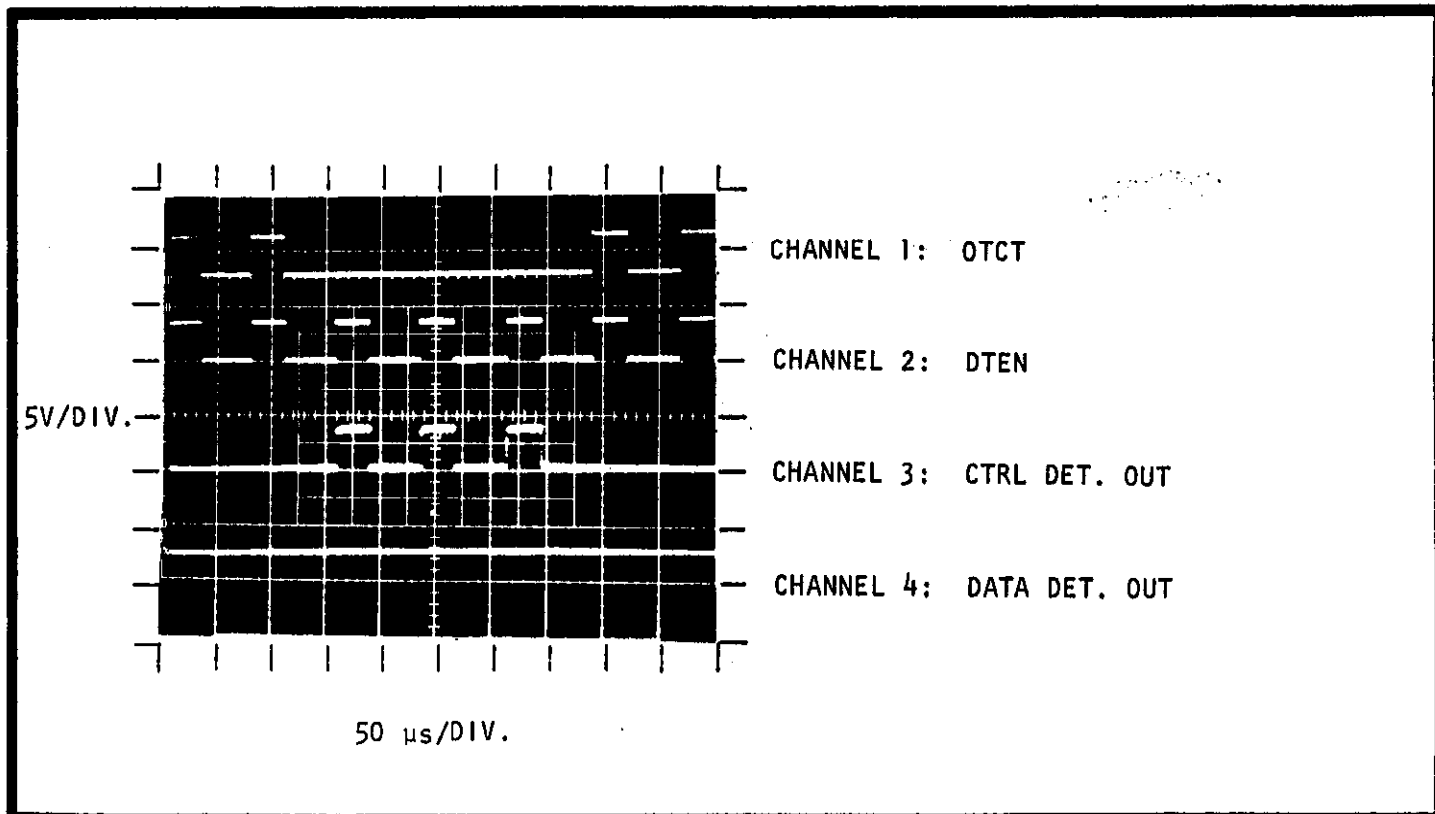 CHANNEL 1: OTCT
CHANNEL 2: DTEN
5V/DIV.
CHANNEL 3: CTRL DET. OUT
CHANNEL 4: DATA DET. OUT
50 μs/DIV.